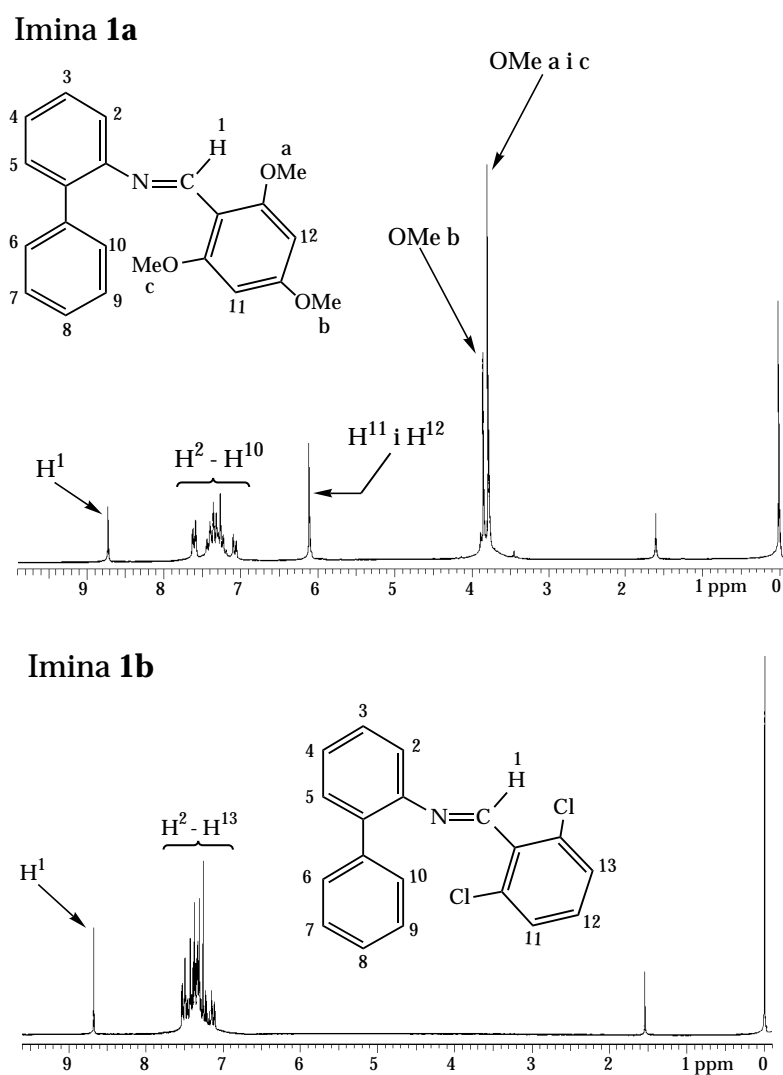 Imina 1a
OMe a i c
3
4
2
1
H
5
a
N
C
OMe
OMe b
6
10
12
MeO
c
7
9
11
OMe
8
b
H¹
H² - H¹⁰
H¹¹ i H¹²
9 8 7 6 5 4 3 2 1 ppm 0
Imina 1b
3
4
2
1
H
5
N
C
Cl
H² - H¹³
H¹
6
10
13
Cl
7
9
12
11
8
9 8 7 6 5 4 3 2 1 ppm 0